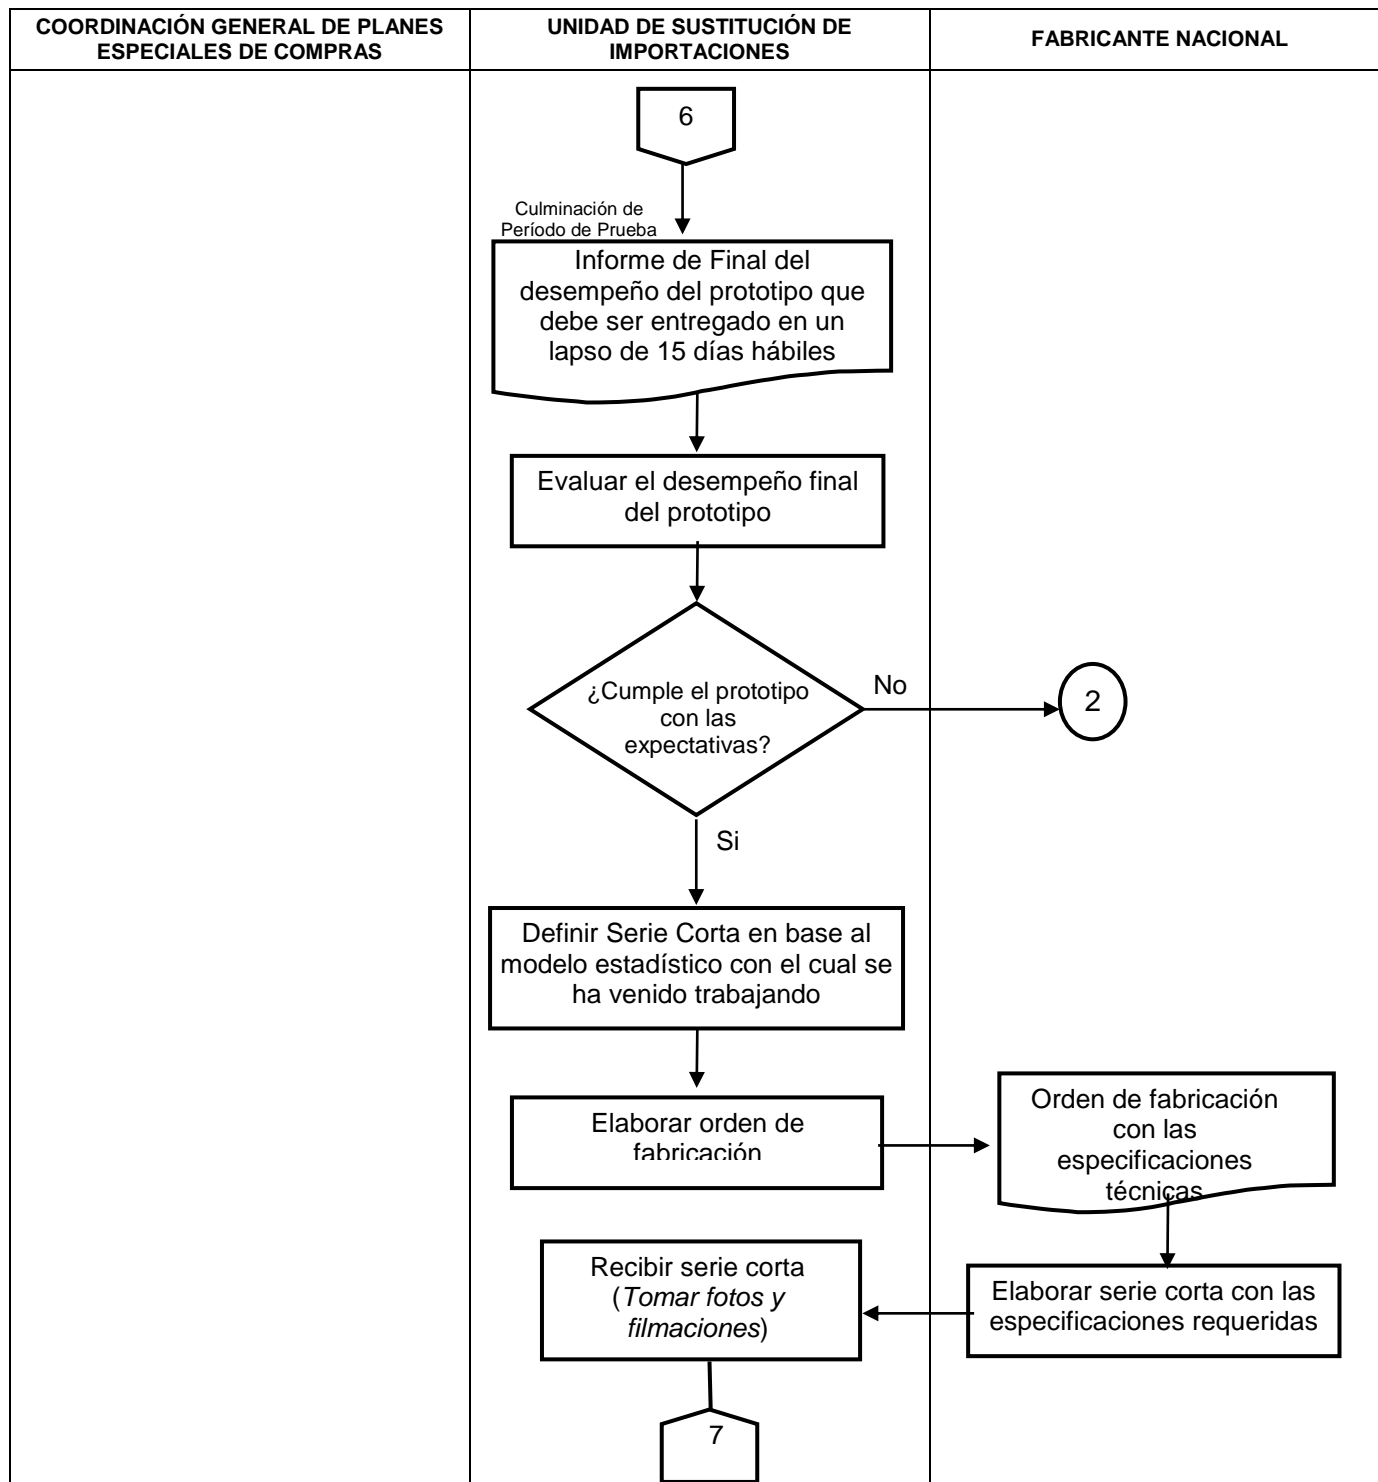 COORDINACIÓN GENERAL DE PLANES
ESPECIALES DE COMPRAS
UNIDAD DE SUSTITUCIÓN DE
IMPORTACIONES
FABRICANTE NACIONAL
6
Culminación de
Período de Prueba
Informe de Final del
desempeño del prototipo que
debe ser entregado en un
lapso de 15 días hábiles
Evaluar el desempeño final
del prototipo
¿Cumple el prototipo
con las
expectativas?
No
2
Si
Definir Serie Corta en base al
modelo estadístico con el cual se
ha venido trabajando
Elaborar orden de
fabricación
Orden de fabricación
con las
especificaciones
técnicas
Elaborar serie corta con las
especificaciones requeridas
Recibir serie corta
(Tomar fotos y
filmaciones)
7